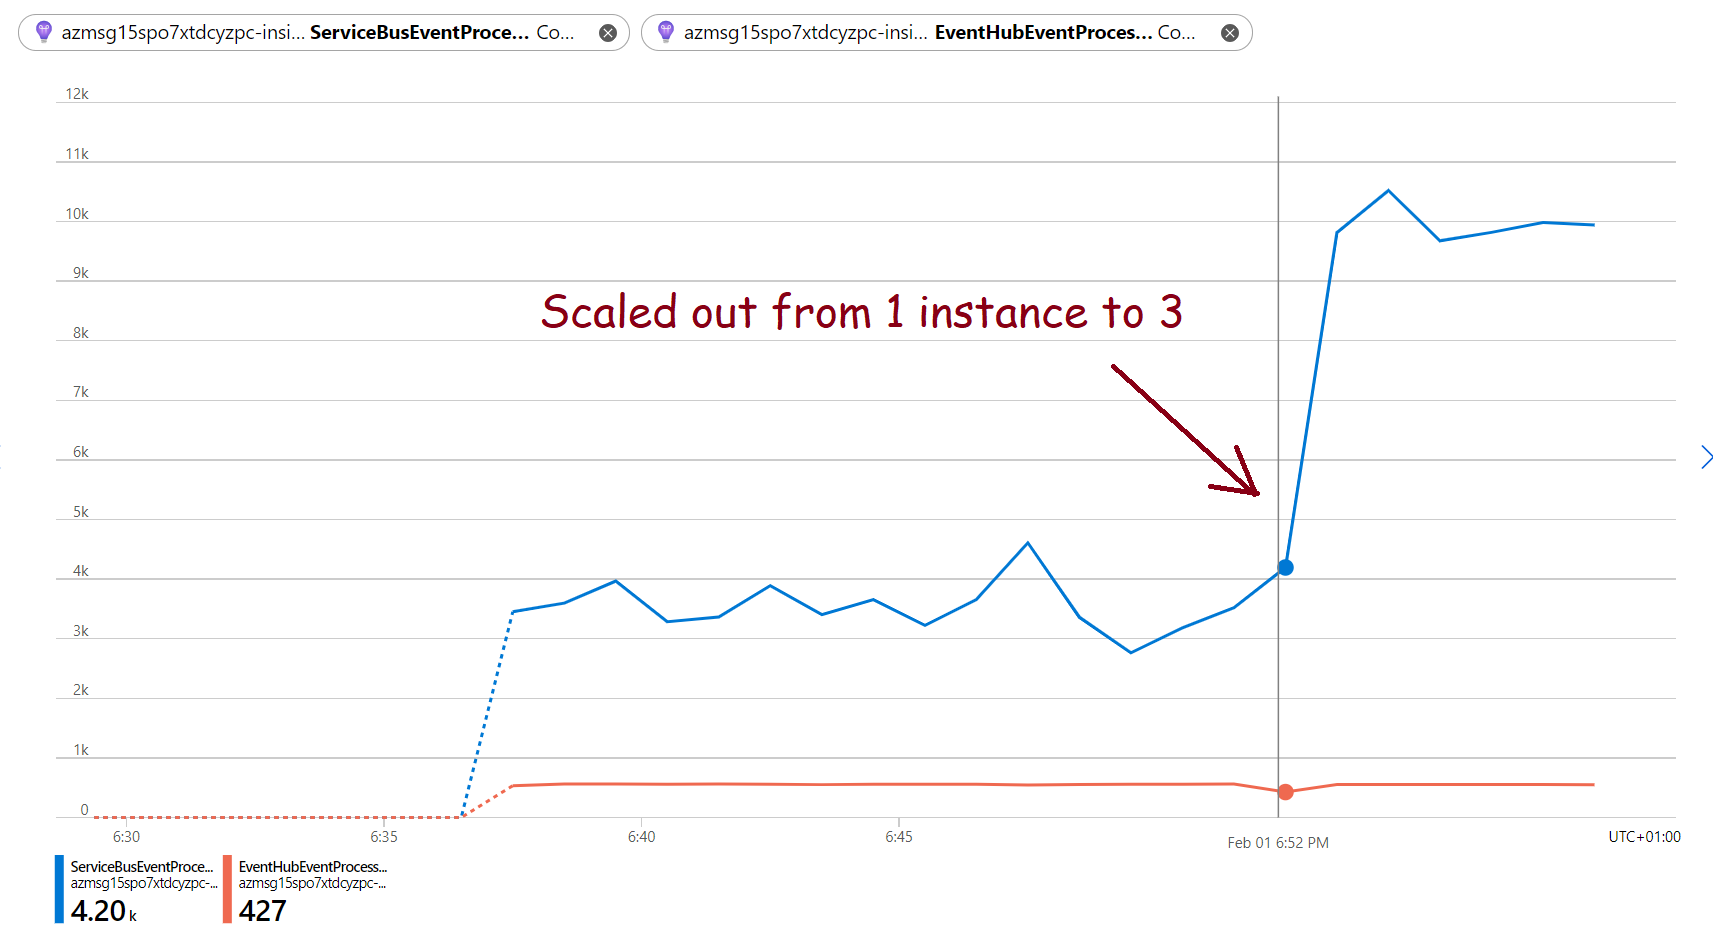 azmsg15spo7xtdcyzpc-insi... ServiceBusEventProce... Co...
azmsg15spo7xtdcyzpc-insi... EventHubEventProces... Co...
12k
11k
10k
9k
8k
7k
6k
5k
4k
3k
2k
1k
0
Scaled out from 1 instance to 3
6:30
6:35
6:40
6:45
Feb 01 6:52 PM
UTC+01:00
ServiceBusEventProce...
azmsg15spo7xtdcyzpc-...
4.20 k
EventHubEventProcess...
azmsg15spo7xtdcyzpc-...
427